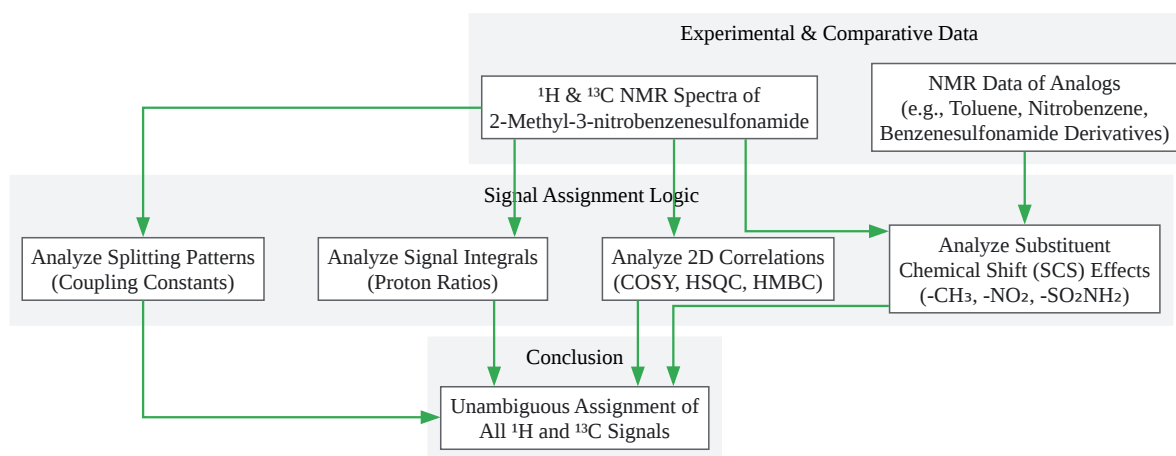 Experimental & Comparative Data
¹H & ¹³C NMR Spectra of
2-Methyl-3-nitrobenzenesulfonamide
NMR Data of Analogs
(e.g., Toluene, Nitrobenzene,
Benzenesulfonamide Derivatives)
Signal Assignment Logic
Analyze Splitting Patterns
(Coupling Constants)
Analyze Signal Integrals
(Proton Ratios)
Analyze 2D Correlations
(COSY, HSQC, HMBC)
Analyze Substituent
Chemical Shift (SCS) Effects
(-CH₃, -NO₂, -SO₂NH₂)
Conclusion
Unambiguous Assignment of
All ¹H and ¹³C Signals